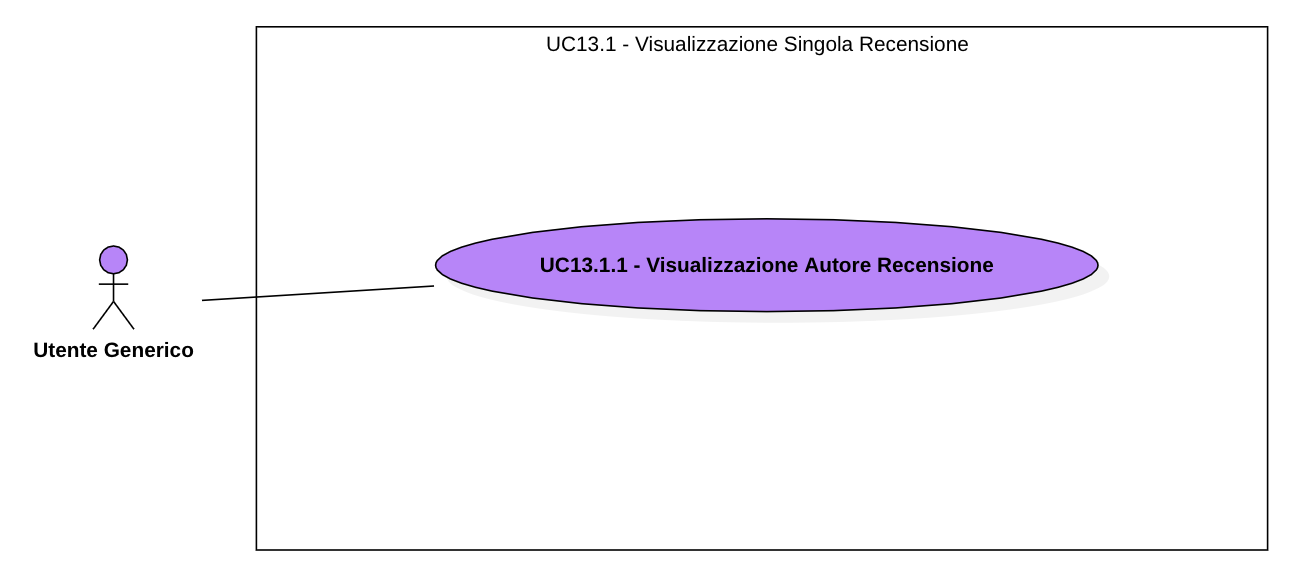 UC13.1 - Visualizzazione Singola Recensione
UC13.1.1 - Visualizzazione Autore Recensione
Utente Generico